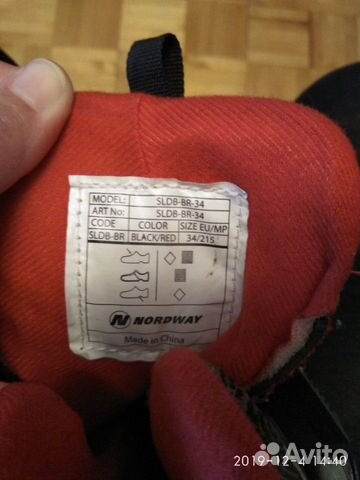 MODEL: SLDB-BR-34
ART No: SLDB-BR-34
CODE COLOR SIZE EU/MP
SLDB-BR BLACK/RED 34/215
NORDWAY
Made in China
2019-12-4 14:40
Avito